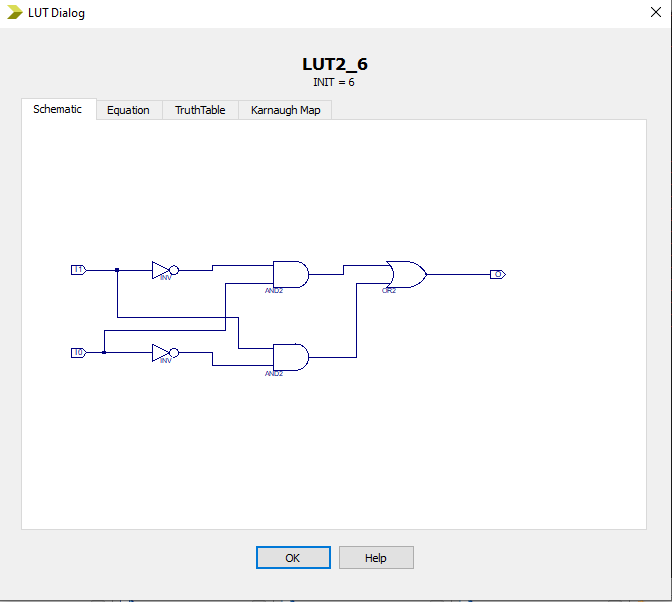 LUT Dialog
LUT2_6
INIT = 6
Schematic
Equation
TruthTable
Karnaugh Map
I1
INV
AND2
OR2
O
I0
INV
AND2
OK
Help